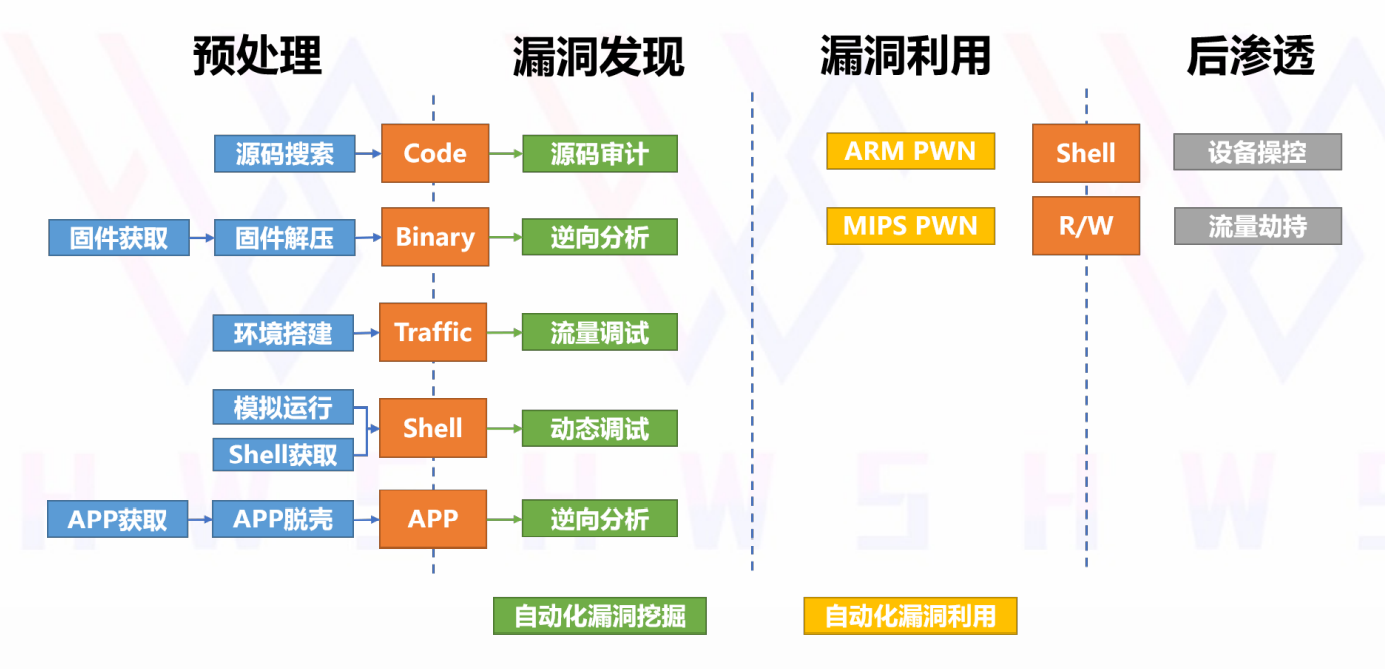 预处理
漏洞发现
漏洞利用
后渗透
源码搜索
Code
源码审计
ARM PWN
Shell
设备操控
固件获取
固件解压
Binary
逆向分析
MIPS PWN
R/W
流量劫持
环境搭建
Traffic
流量调试
模拟运行
Shell获取
Shell
动态调试
APP获取
APP脱壳
APP
逆向分析
自动化漏洞挖掘
自动化漏洞利用
H W S H W S H W S